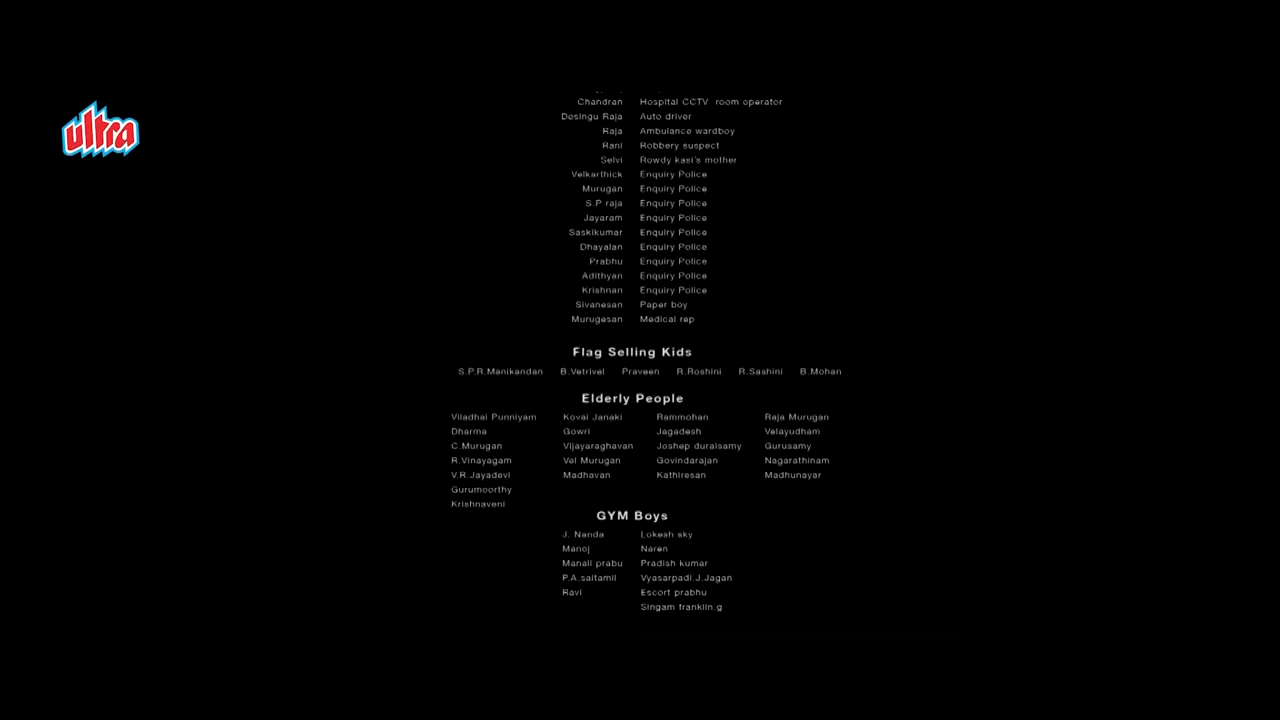 ultra
Chandran Hospital CCTV room operator
Desingu Raja Auto driver
Raja Ambulance wardboy
Rani Robbery suspect
Selvi Rowdy kasi's mother
Velkarthick Enquiry Police
Murugan Enquiry Police
S.P raja Enquiry Police
Jayaram Enquiry Police
Saskikumar Enquiry Police
Dhayalan Enquiry Police
Prabhu Enquiry Police
Adithyan Enquiry Police
Krishnan Enquiry Police
Sivanesan Paper boy
Murugesan Medical rep
Flag Selling Kids
S.P.R.Manikandan B.Vetrivel Praveen R.Roshini R.Sashini B.Mohan
Elderly People
Viladhai Punniyam Kovai Janaki Rammohan Raja Murugan
Dharma Gowri Jagadesh Velayudham
C.Murugan Vijayaraghavan Joshep duraisamy Gurusamy
R.Vinayagam Vel Murugan Govindarajan Nagarathinam
V.R.Jayadevi Madhavan Kathiresan Madhunayar
Gurumoorthy
Krishnaveni
GYM Boys
J. Nanda Lokesh sky
Manoj Naren
Manali prabu Pradish kumar
P.A.saitamil Vyasarpadi.J.Jagan
Ravi Escort prabhu
Singam franklin.g